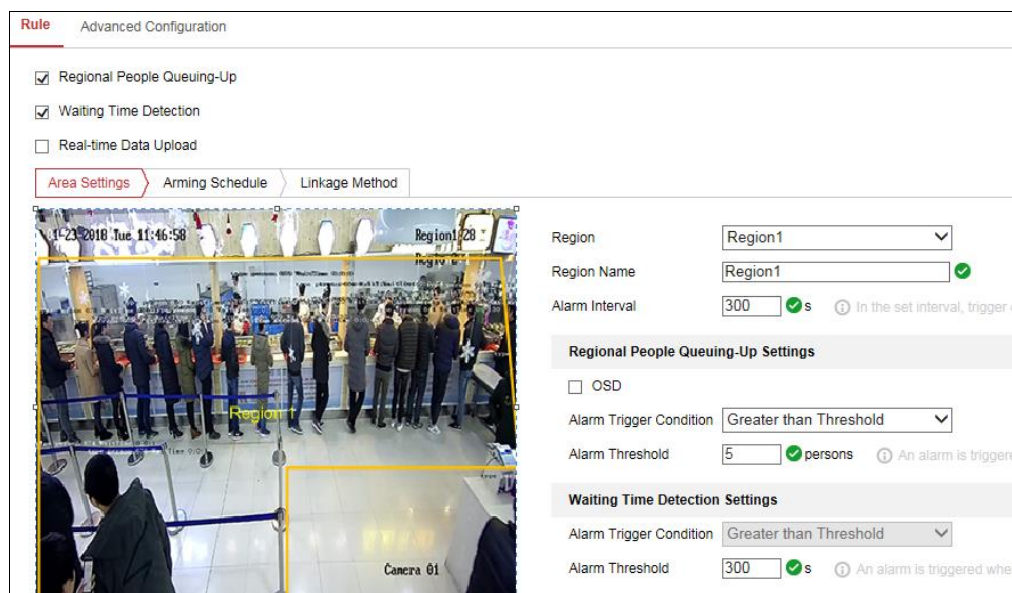 Rule Advanced Configuration
Regional People Queuing-Up
Waiting Time Detection
Real-time Data Upload
Area Settings Arming Schedule Linkage Method
1-23-2018 Tue 11:46:58 Region1 28
Region 1
Camera 01
Region Region1
Region Name Region1
Alarm Interval 300 s In the set interval, trigger
Regional People Queuing-Up Settings
OSD
Alarm Trigger Condition Greater than Threshold
Alarm Threshold 5 persons An alarm is triggere
Waiting Time Detection Settings
Alarm Trigger Condition Greater than Threshold
Alarm Threshold 300 s An alarm is triggered whe